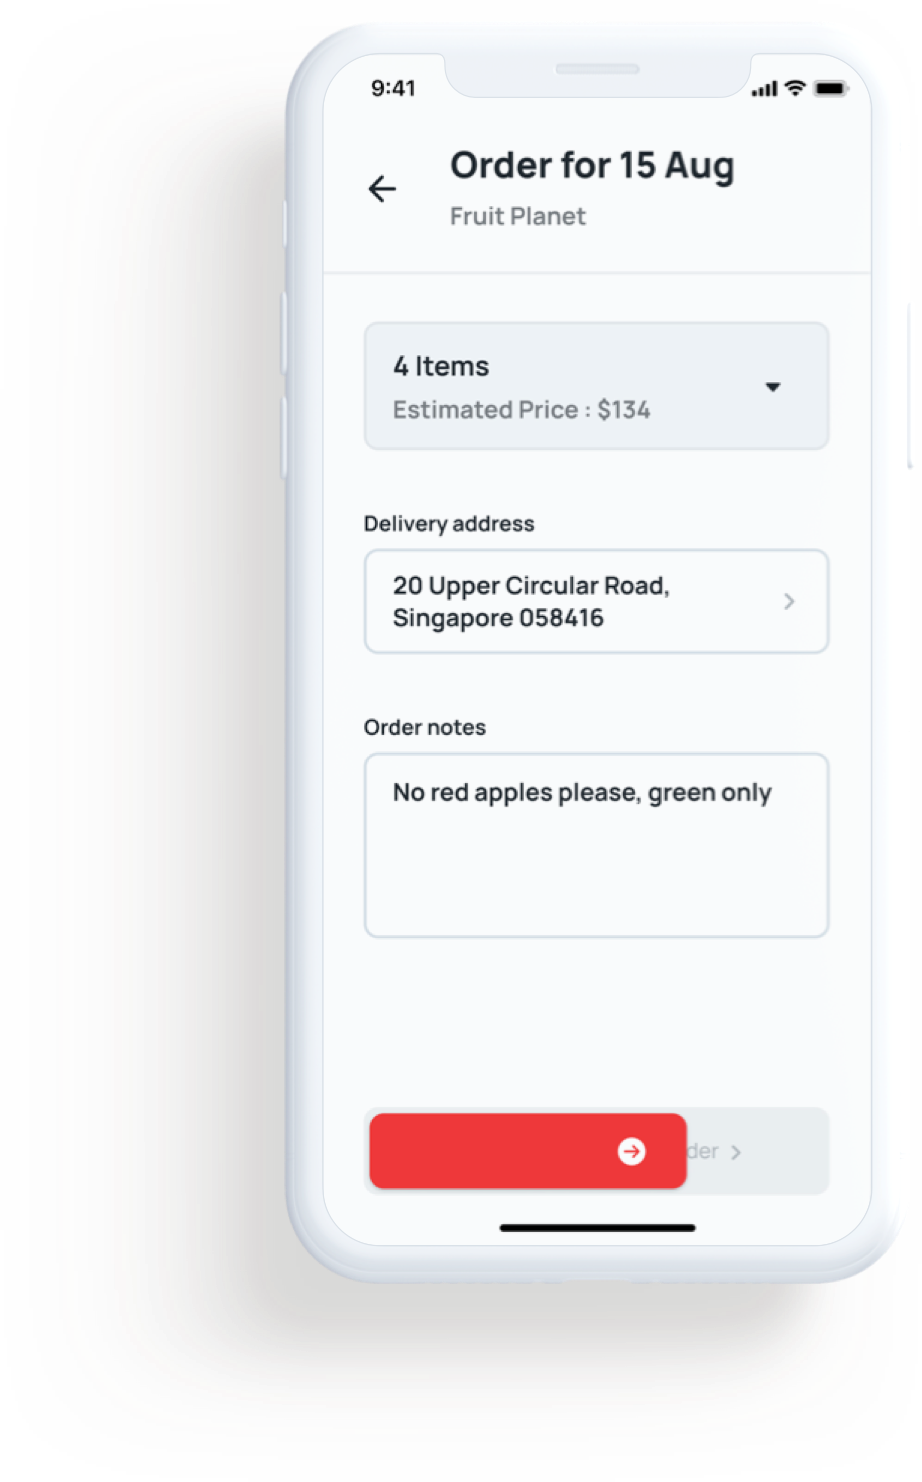 9:41
Order for 15 Aug
Fruit Planet
4 Items
Estimated Price : $134
Delivery address
20 Upper Circular Road,
Singapore 058416
Order notes
No red apples please, green only
der